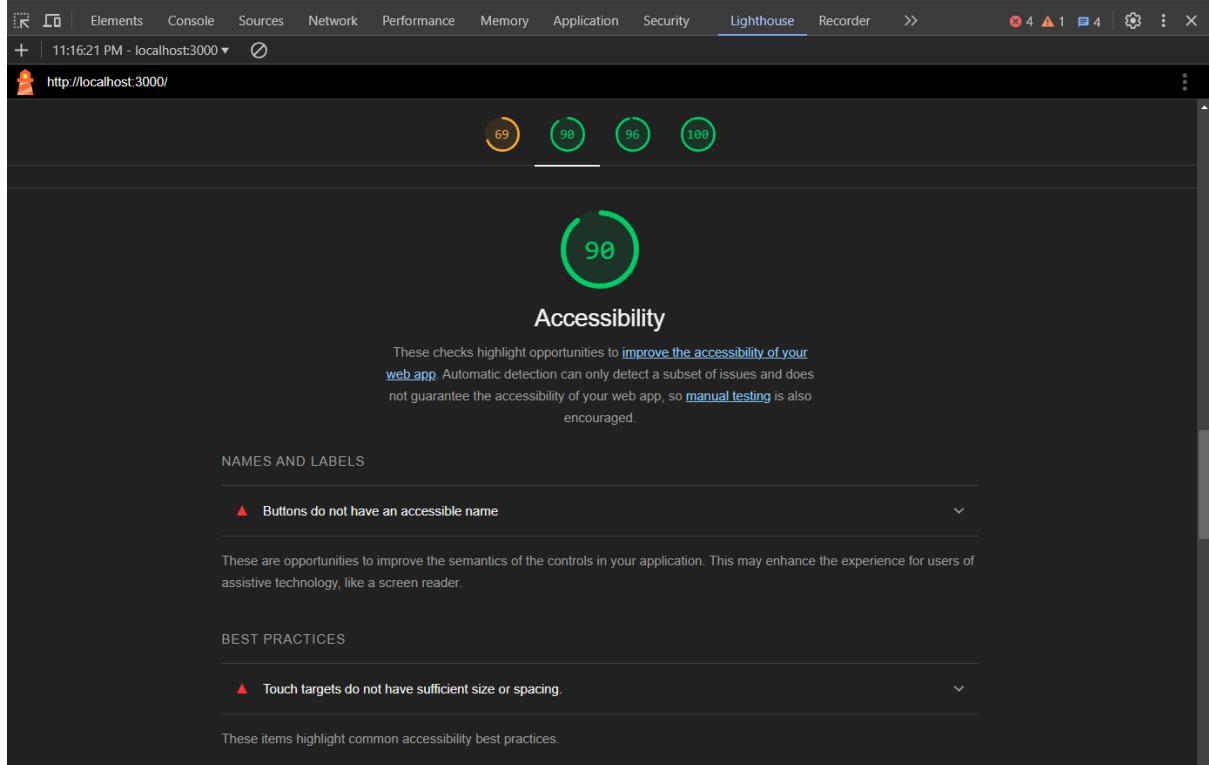 Elements Console Sources Network Performance Memory Application Security Lighthouse Recorder >> 4 1 4
+ 11:16:21 PM - localhost:3000
http://localhost:3000/
69 90 96 100
90
Accessibility
These checks highlight opportunities to improve the accessibility of your
web app. Automatic detection can only detect a subset of issues and does
not guarantee the accessibility of your web app, so manual testing is also
encouraged.
NAMES AND LABELS
Buttons do not have an accessible name
These are opportunities to improve the semantics of the controls in your application. This may enhance the experience for users of
assistive technology, like a screen reader.
BEST PRACTICES
Touch targets do not have sufficient size or spacing.
These items highlight common accessibility best practices.